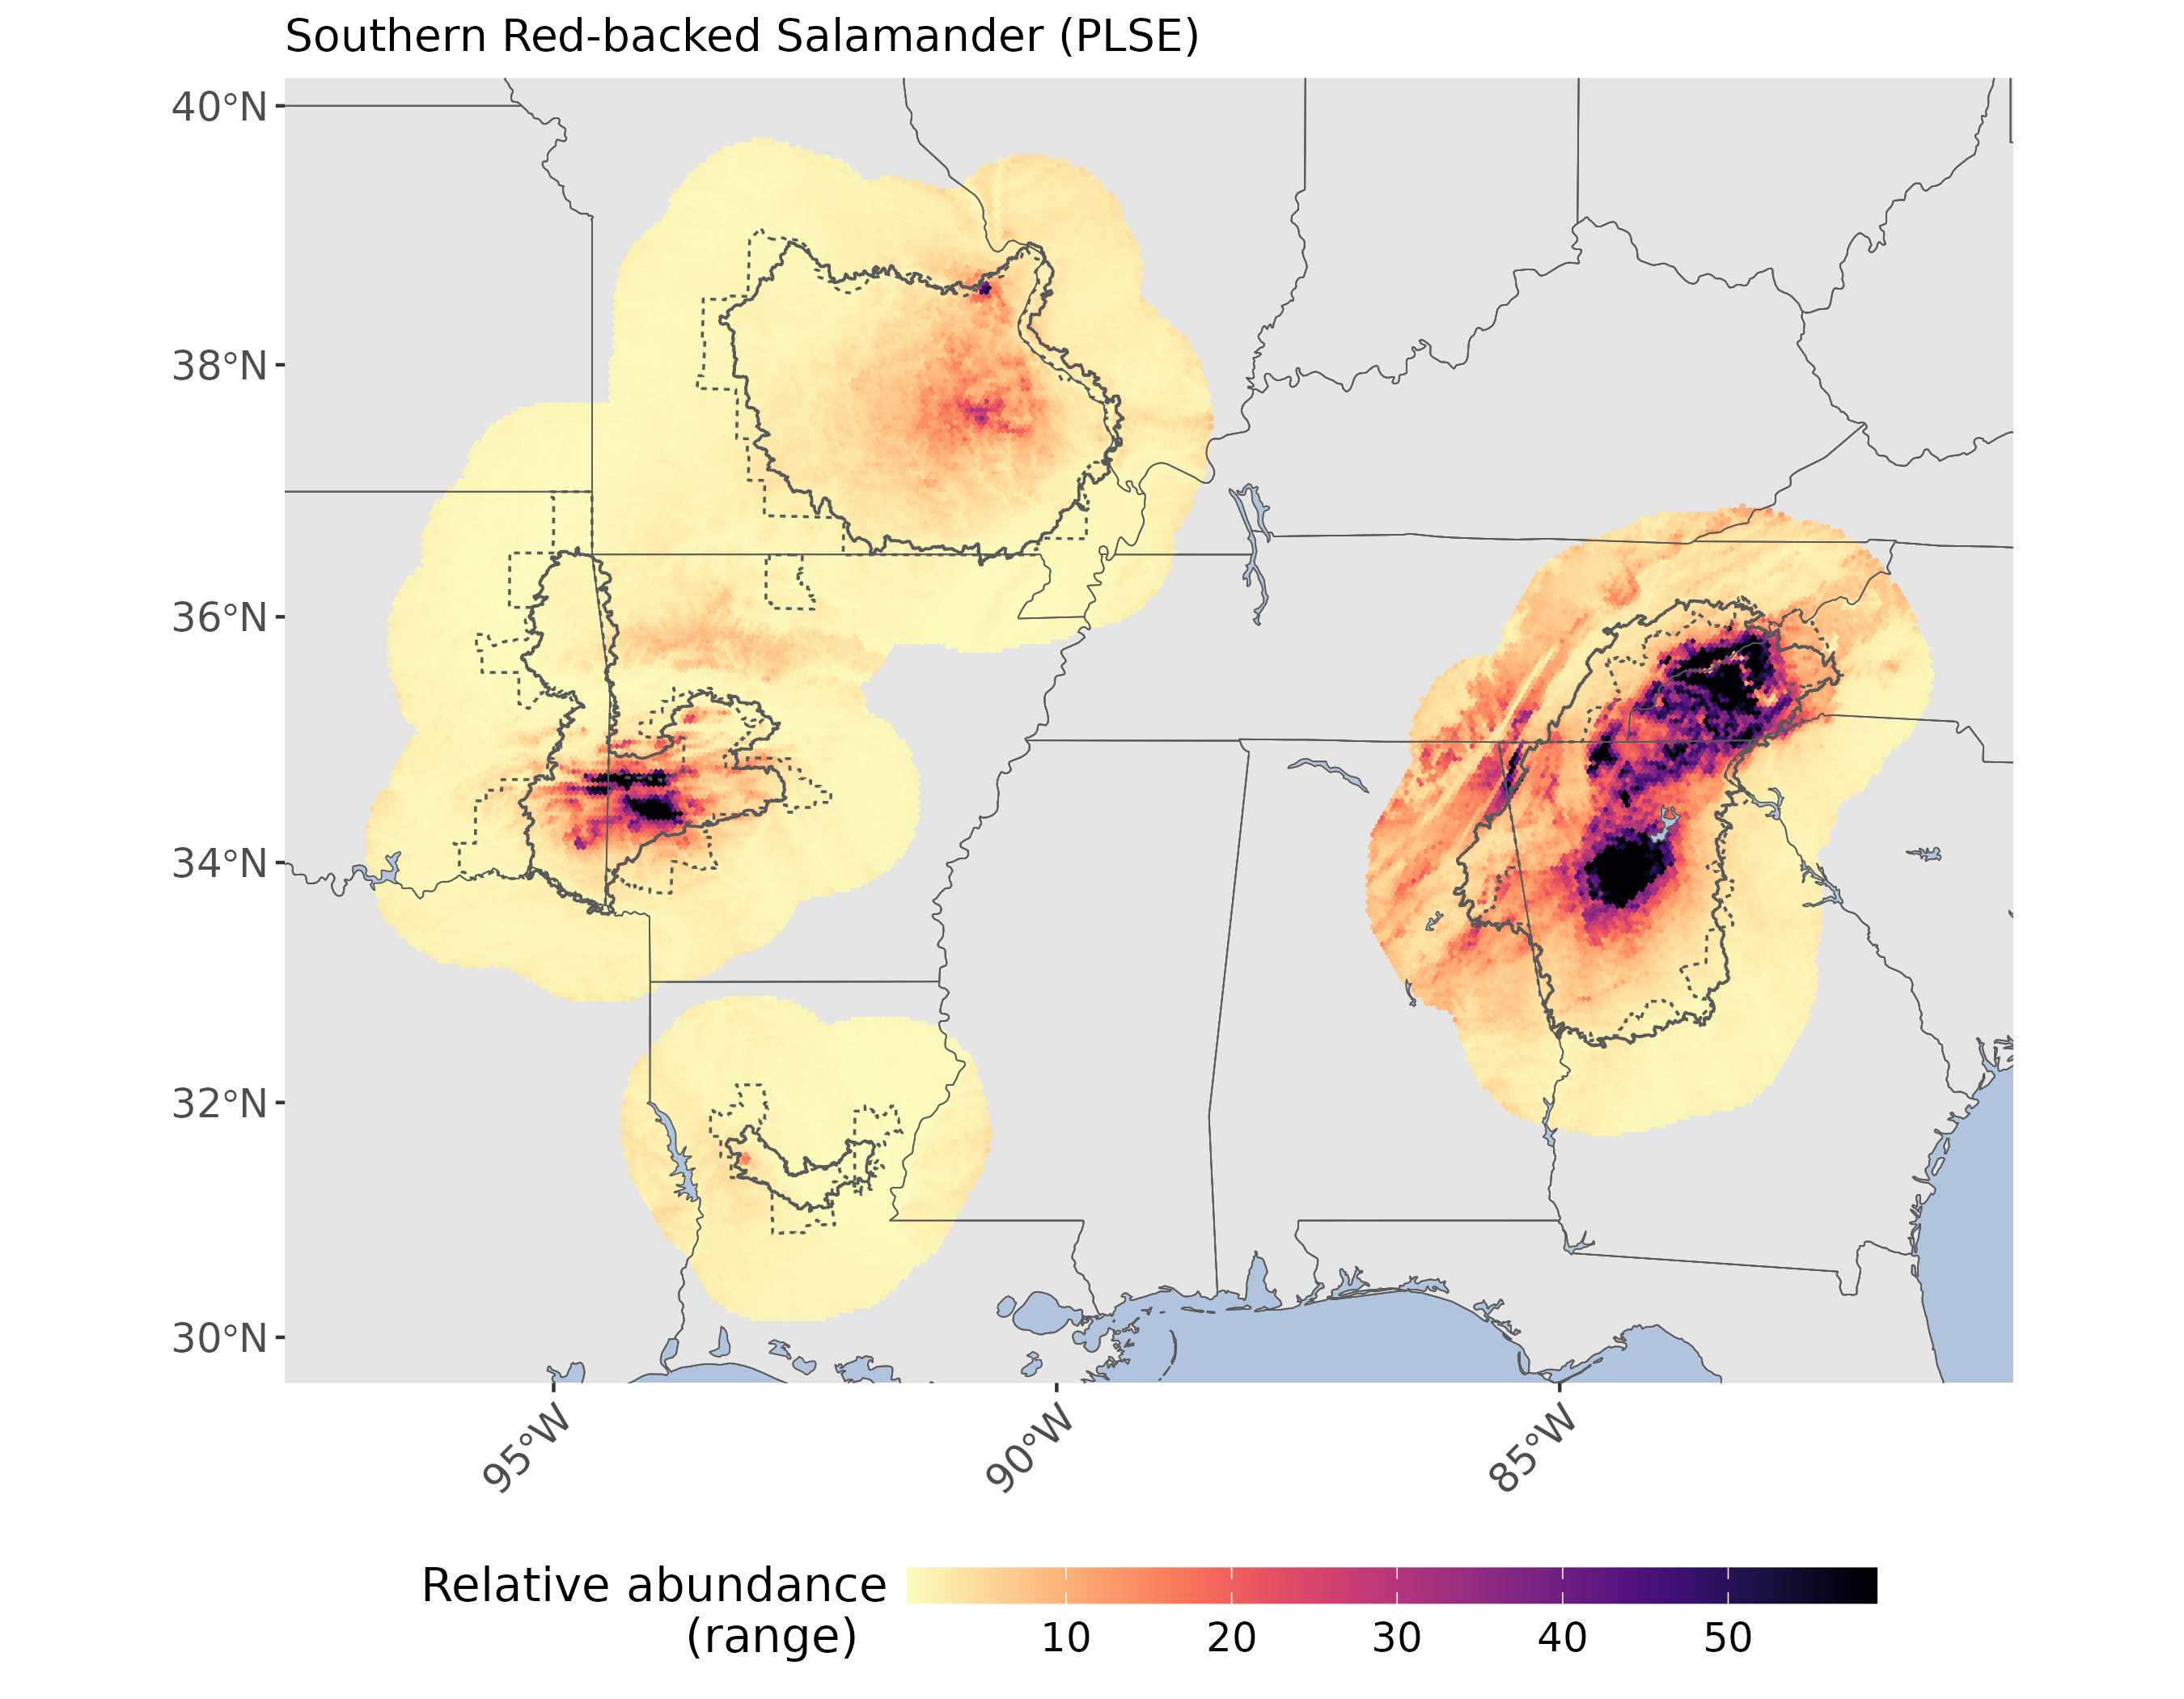 Southern Red-backed Salamander (PLSE)
40°N
38°N
36°N
34°N
32°N
30°N
95°W
90°W
85°W
Relative abundance
(range)
10
20
30
40
50